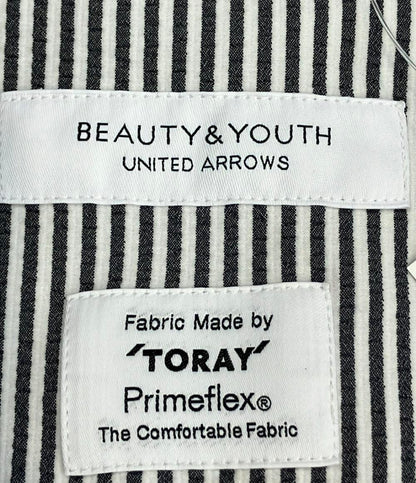 BEAUTY&YOUTH
UNITED ARROWS
Fabric Made by
'TORAY'
Primeflex®
The Comfortable Fabric